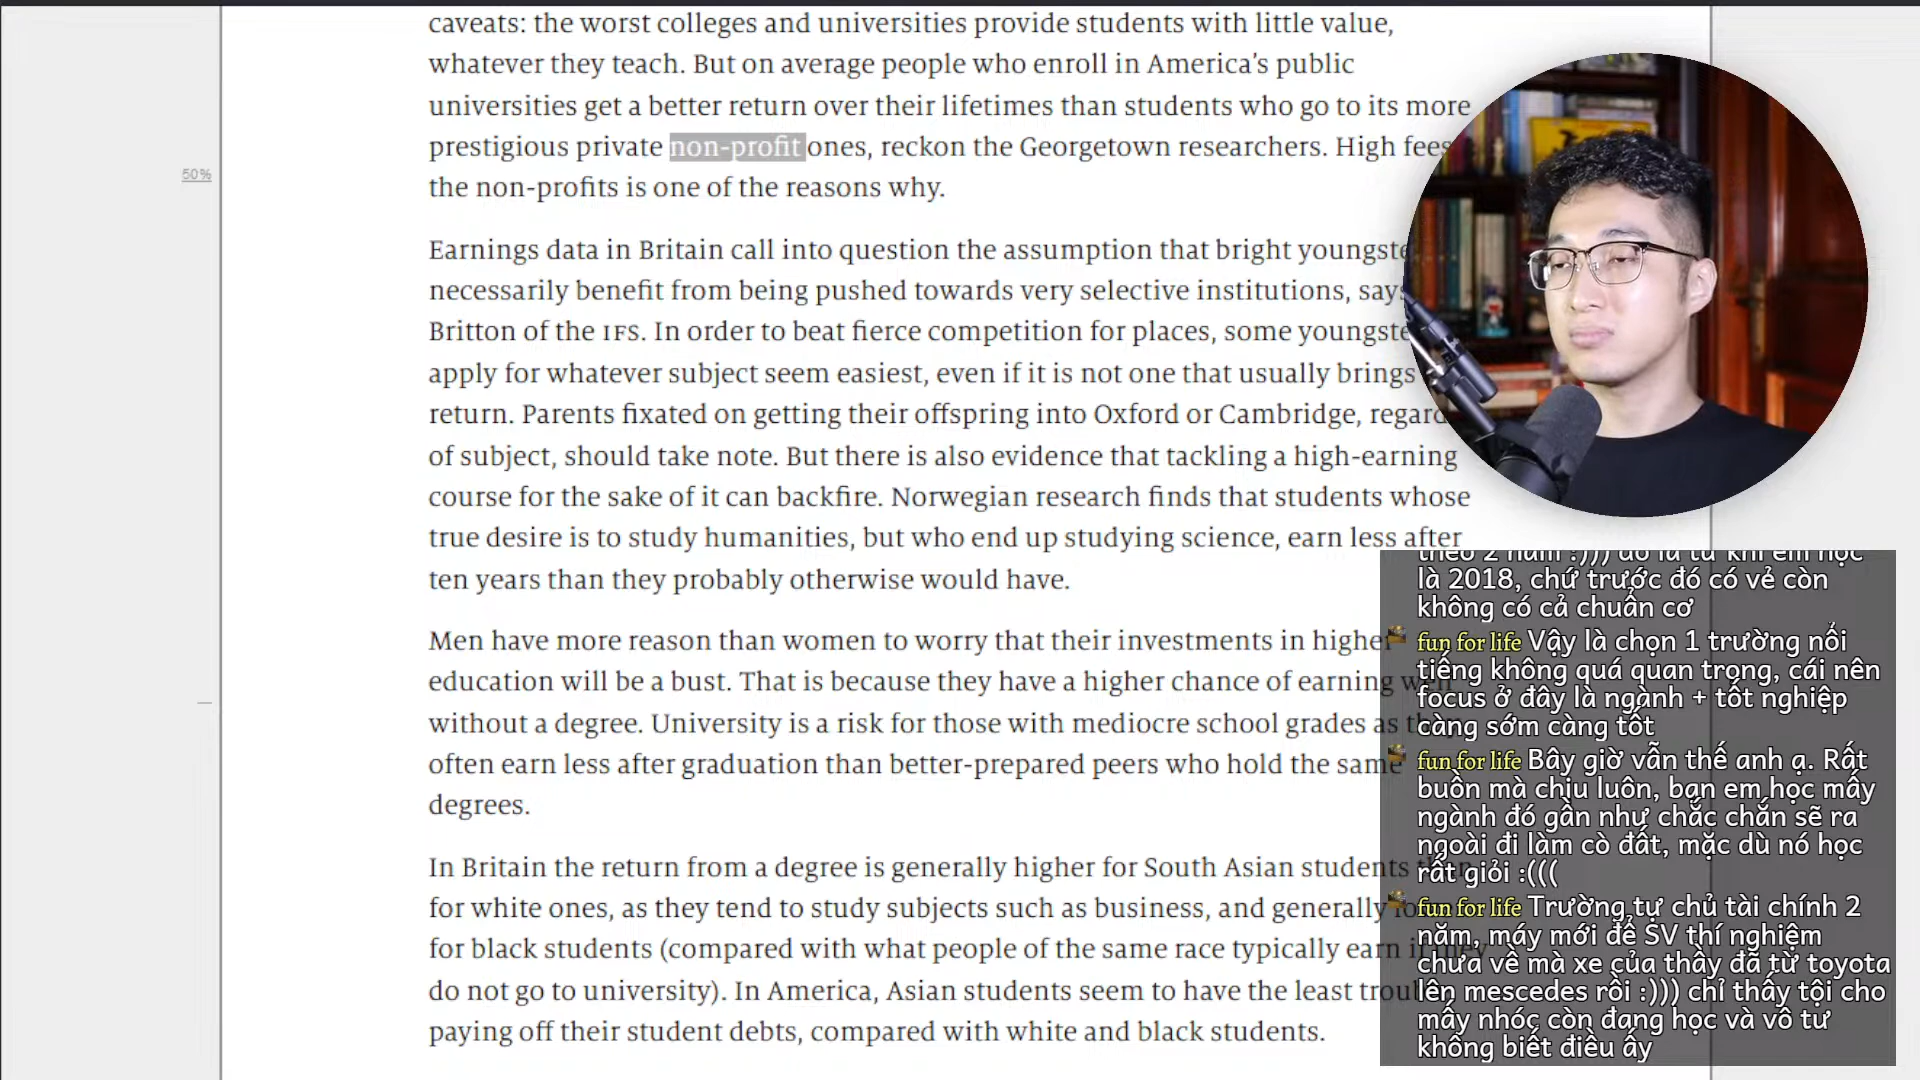 caveats: the worst colleges and universities provide students with little value,
whatever they teach. But on average people who enroll in America’s public
universities get a better return over their lifetimes than students who go to its more
prestigious private non-profit ones, reckon the Georgetown researchers. High fees
50%
the non-profits is one of the reasons why.
Earnings data in Britain call into question the assumption that bright
necessarily benefit from being pushed towards very selective institutions,
Britton of the IFS. In order to beat fierce competition for places, some
apply for whatever subject seem easiest, even if it is not one that usually brings
return. Parents fixated on getting their offspring into Oxford or Cambridge,
of subject, should take note. But there is also evidence that tackling a high-earning
course for the sake of it can backfire. Norwegian research finds that students whose
true desire is to study humanities, but who end up studying science, earn less after
ten years than they probably otherwise would have.
Men have more reason than women to worry that their investments in higher
education will be a bust. That is because they have a higher chance of earning well
without a degree. University is a risk for those with mediocre school grades as they
often earn less after graduation than better-prepared peers who hold the same
degrees.
In Britain the return from a degree is generally higher for South Asian students
for white ones, as they tend to study subjects such as business, and generally
for black students (compared with what people of the same race typically earn if they
do not go to university). In America, Asian students seem to have the least
paying off their student debts, compared with white and black students.
theo 2 năm :))) đó là từ khi em học
là 2018, chứ trước đó có vẻ còn
không có cả chuẩn cơ
fun for life Vậy là chọn 1 trường nổi
tiếng không quá quan trọng, cái nên
focus ở đây là ngành + tốt nghiệp
càng sớm càng tốt
fun for life Bây giờ vẫn thế anh ạ. Rất
buồn mà chịu luôn, bạn em học mấy
ngành đó gần như chắc chắn sẽ ra
ngoài đi làm cò đất, mặc dù nó học
rất giỏi :(((
fun for life Trường tự chủ tài chính 2
năm, máy mới để SV thí nghiệm
chưa về mà xe của thầy đã từ toyota
lên mescedes rồi :))) chỉ thấy tội cho
mấy nhóc còn đang học và vô tư
không biết điều ấy